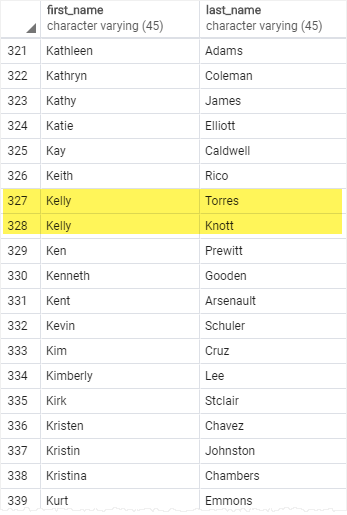 first_name last_name
character varying (45) character varying (45)
321 Kathleen Adams
322 Kathryn Coleman
323 Kathy James
324 Katie Elliott
325 Kay Caldwell
326 Keith Rico
327 Kelly Torres
328 Kelly Knott
329 Ken Prewitt
330 Kenneth Gooden
331 Kent Arsenault
332 Kevin Schuler
333 Kim Cruz
334 Kimberly Lee
335 Kirk Stclair
336 Kristen Chavez
337 Kristin Johnston
338 Kristina Chambers
339 Kurt Emmons